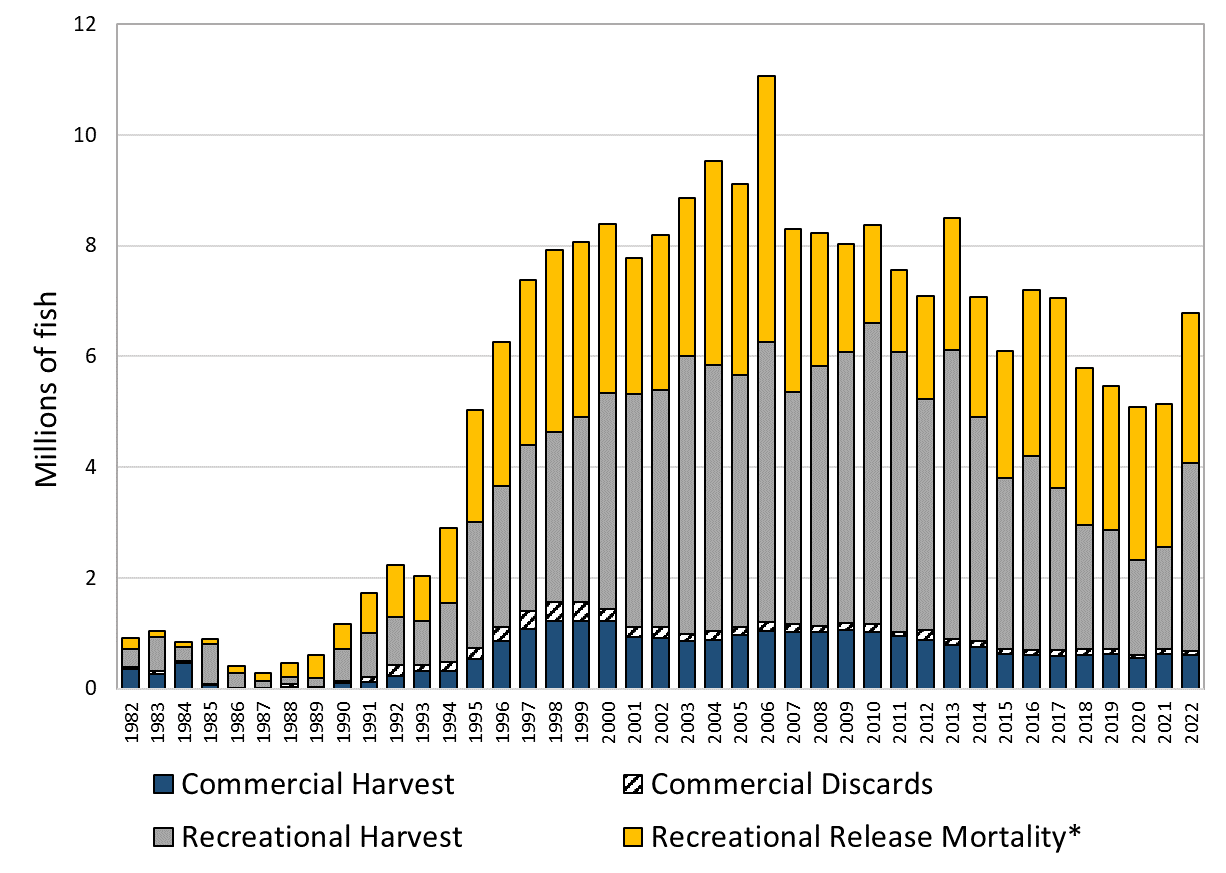 12
10
8
6
4
2
0
Millions of fish
1982 1983 1984 1985 1986 1987 1988 1989 1990 1991 1992 1993 1994 1995 1996 1997 1998 1999 2000 2001 2002 2003 2004 2005 2006 2007 2008 2009 2010 2011 2012 2013 2014 2015 2016 2017 2018 2019 2020 2021 2022
Commercial Harvest
Commercial Discards
Recreational Harvest
Recreational Release Mortality*